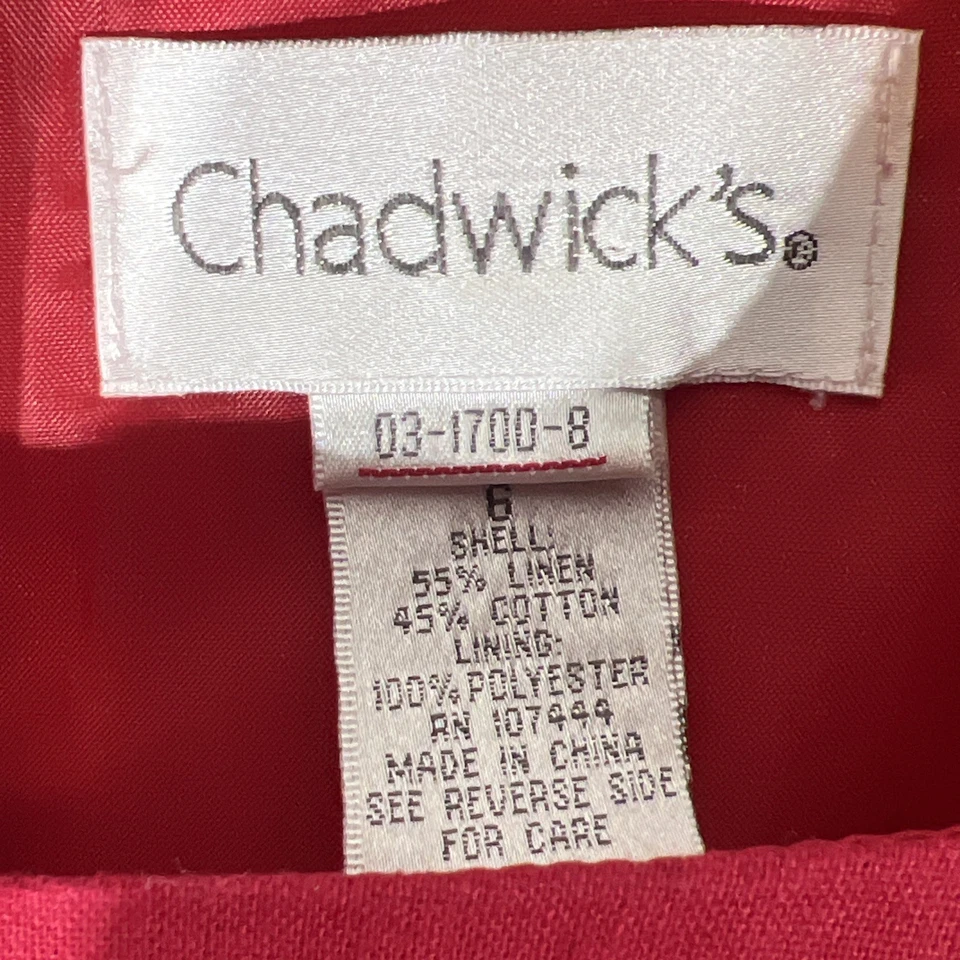 Chadwick's®
03-1700-8
6
SHELL:
55% LINEN
45% COTTON
LINING:
100% POLYESTER
RN 107444
MADE IN CHINA
SEE REVERSE SIDE
FOR CARE